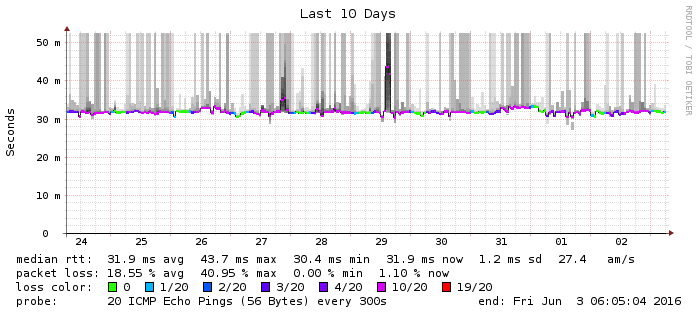 Last 10 Days
RRDTOOL / TOBI OETIKER
Seconds
50 m
40 m
30 m
20 m
10 m
0
24 25 26 27 28 29 30 31 01 02
median rtt: 31.9 ms avg 43.7 ms max 30.4 ms min 31.9 ms now 1.2 ms sd 27.4 am/s
packet loss: 18.55 % avg 40.95 % max 0.00 % min 1.10 % now
loss color: 0 1/20 2/20 3/20 4/20 10/20 19/20
probe: 20 ICMP Echo Pings (56 Bytes) every 300s end: Fri Jun 3 06:05:04 2016